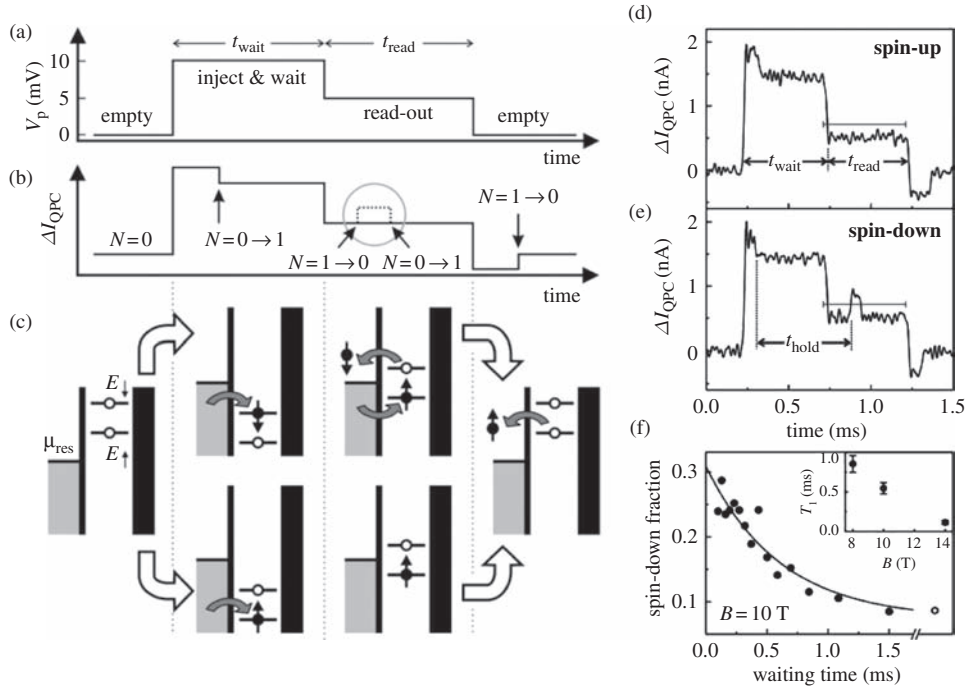 (a)
V_p (mV)
10
5
0
t_wait
t_read
inject & wait
empty
read-out
empty
time
(b)
ΔI_QPC
N=0
N=0→1
N=1→0
N=0→1
N=1→0
time
(c)
E↓
E↑
μ_res
(d)
spin-up
ΔI_QPC (nA)
2
1
0
t_wait
t_read
(e)
spin-down
ΔI_QPC (nA)
2
1
0
t_hold
0.0
0.5
1.0
1.5
time (ms)
(f)
spin-down fraction
0.3
0.2
0.1
B=10 T
0.0
0.5
1.0
1.5
waiting time (ms)
T_1 (ms)
1.0
0.5
0
8
10
12
14
B (T)